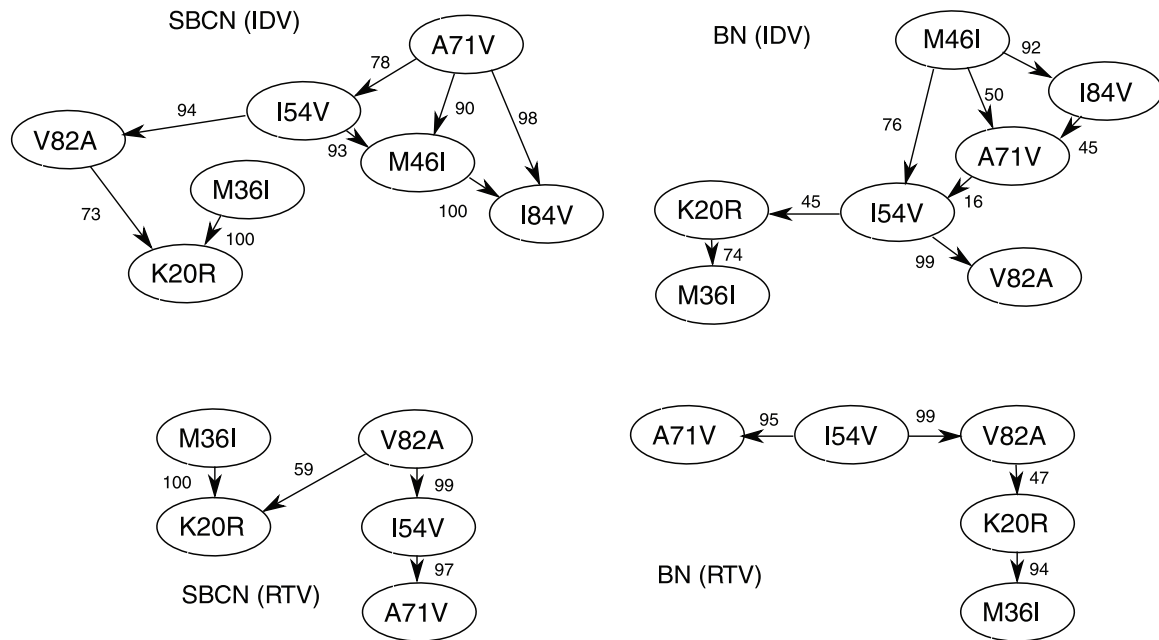 SBCN (IDV)
A71V
78
I54V
94
90
98
V82A
93
M46I
M36I
73
100
I84V
100
K20R
BN (IDV)
M46I
92
I84V
50
76
45
A71V
16
K20R
45
I54V
74
99
M36I
V82A
M36I
V82A
59
100
99
K20R
I54V
97
SBCN (RTV)
A71V
A71V
95
I54V
99
V82A
47
K20R
BN (RTV)
94
M36I